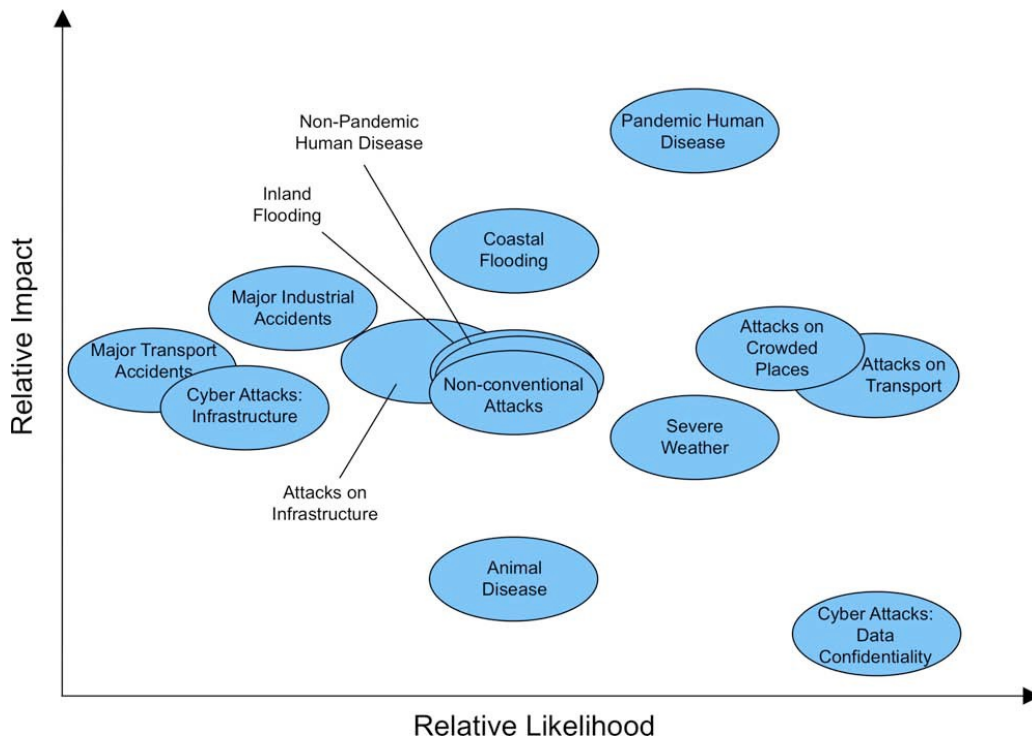 Pandemic Human
Disease
Non-Pandemic
Human Disease
Inland
Flooding
Coastal
Flooding
Major Industrial
Accidents
Major Transport
Accidents
Cyber Attacks:
Infrastructure
Attacks on
Crowded
Places
Attacks on
Transport
Non-conventional
Attacks
Severe
Weather
Attacks on
Infrastructure
Animal
Disease
Cyber Attacks:
Data
Confidentiality
Relative Impact
Relative Likelihood